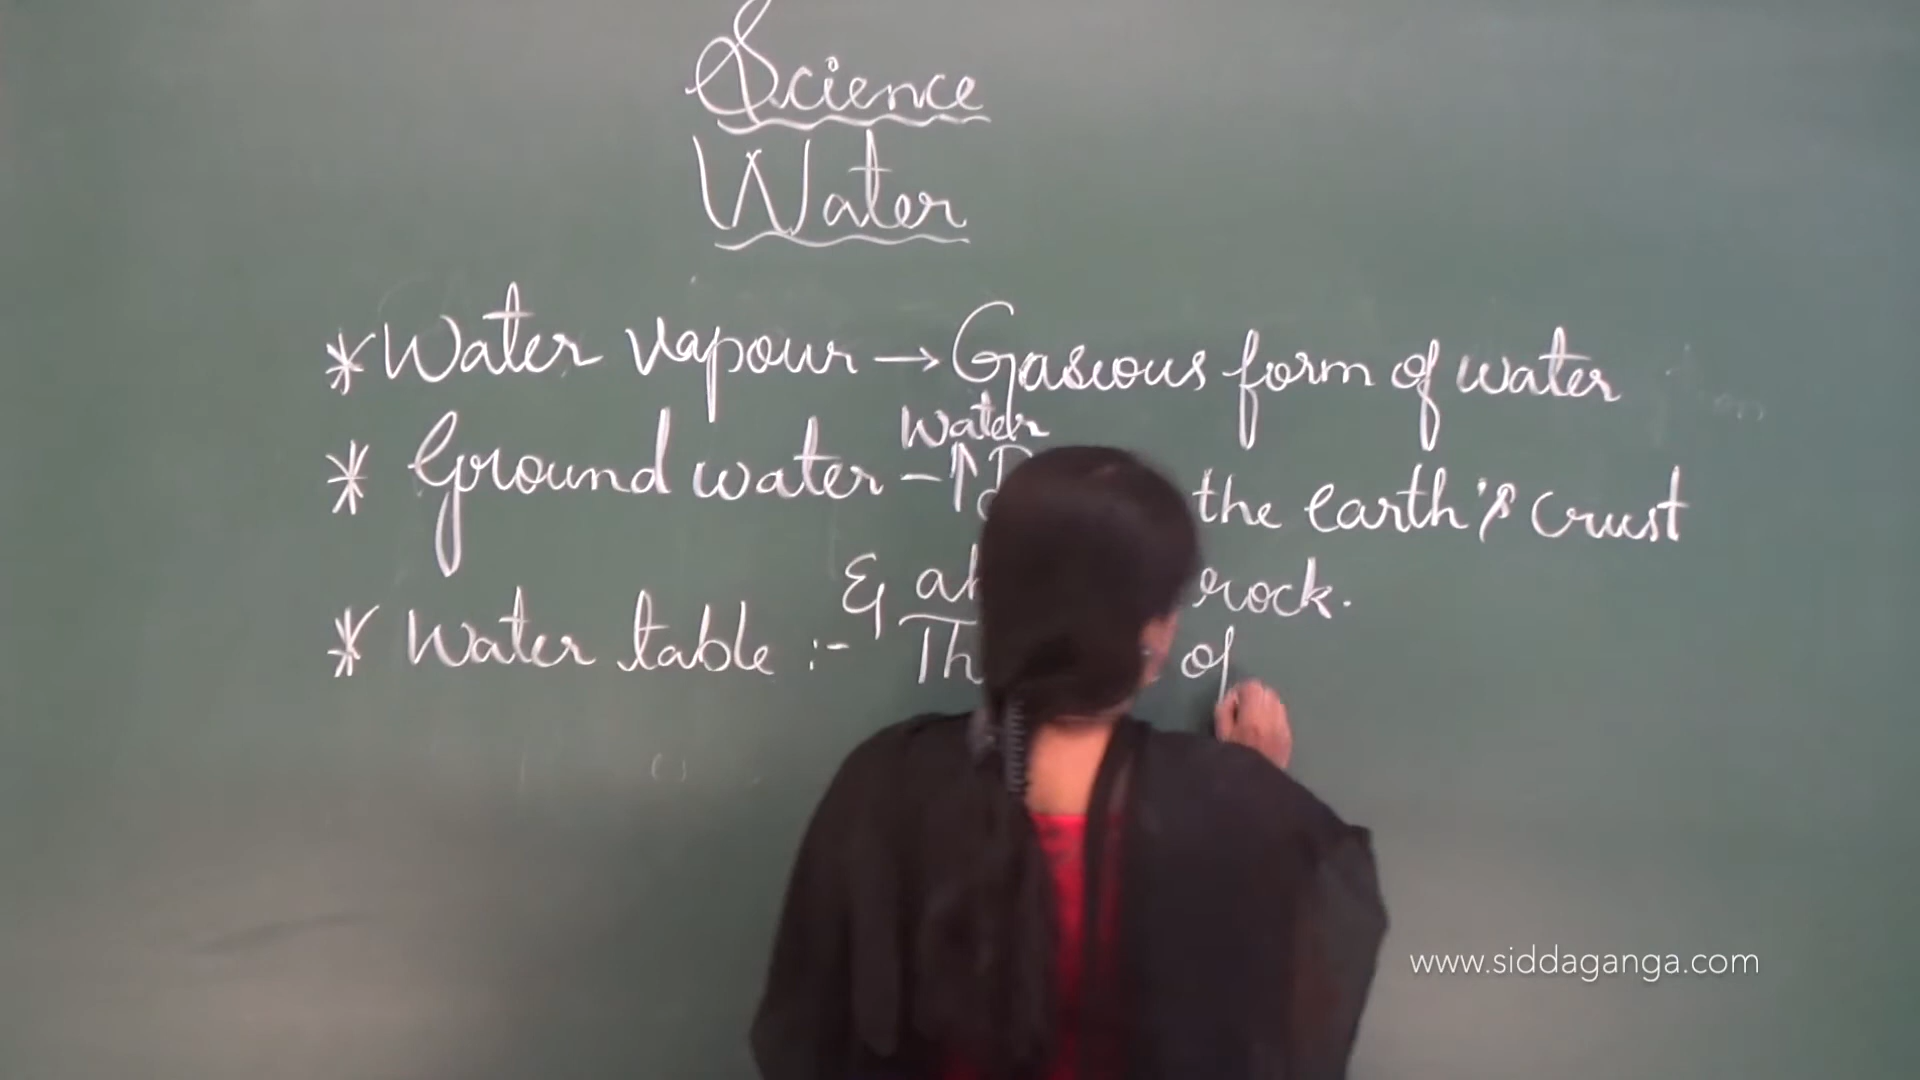 Science
Water
* Water vapour → Gaseous form of water
Water
* Ground water - ↑ the earth's crust
& rock.
* Water table :- of
www.siddaganga.com